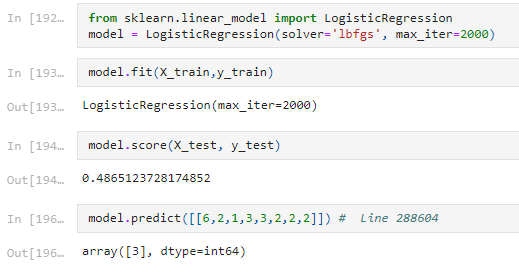 In [192…
from sklearn.linear_model import LogisticRegression
model = LogisticRegression(solver='lbfgs', max_iter=2000)
In [193…
model.fit(X_train,y_train)
Out[193…
LogisticRegression(max_iter=2000)
In [194…
model.score(X_test, y_test)
Out[194…
0.4865123728174852
In [196…
model.predict([[6,2,1,3,3,2,2,2]]) # Line 288604
Out[196…
array([3], dtype=int64)